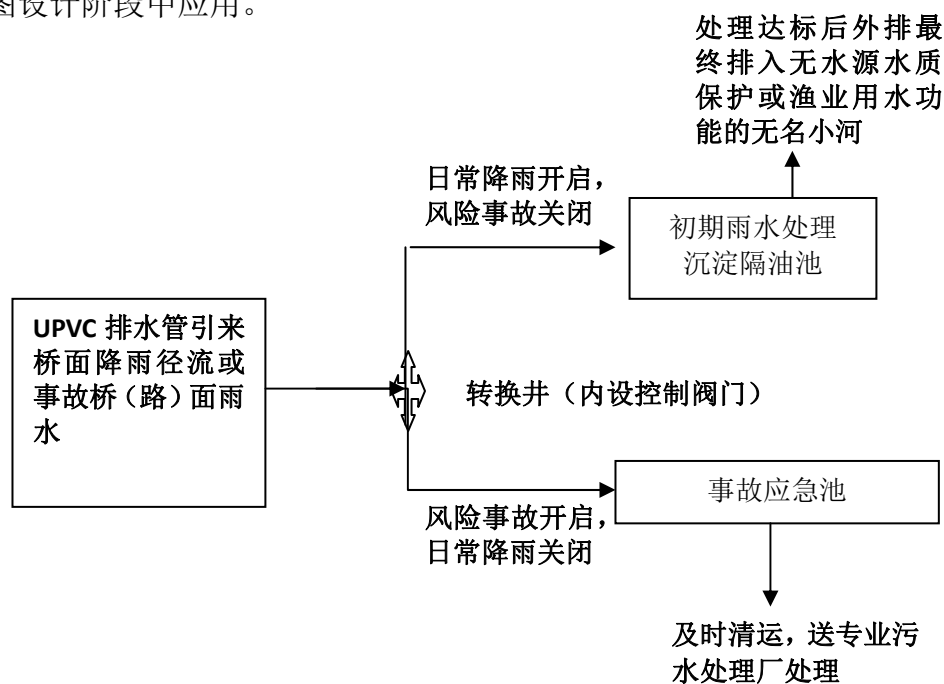 图设计阶段中应用。
处理达标后外排最
终排入无水源水质
保护或渔业用水功
能的无名小河
日常降雨开启，
风险事故关闭
初期雨水处理
沉淀隔油池
UPVC 排水管引来
桥面降雨径流或
事故桥（路）面雨
水
转换井（内设控制阀门）
事故应急池
风险事故开启，
日常降雨关闭
及时清运，送专业污
水处理厂处理